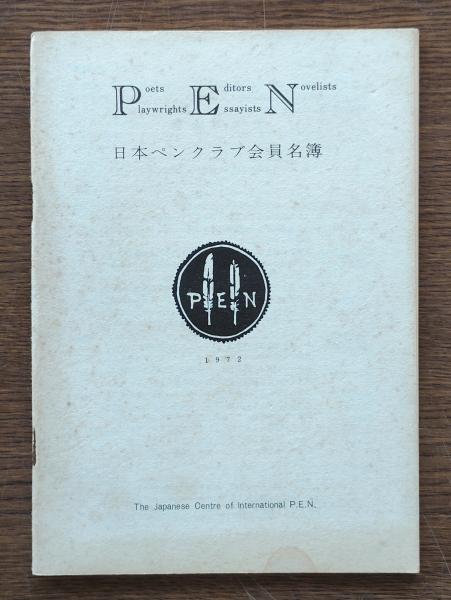 Poets Editors Novelists
Playwrights Essayists
日本ペンクラブ会員名簿
P E N
1972
The Japanese Centre of International P.E.N.